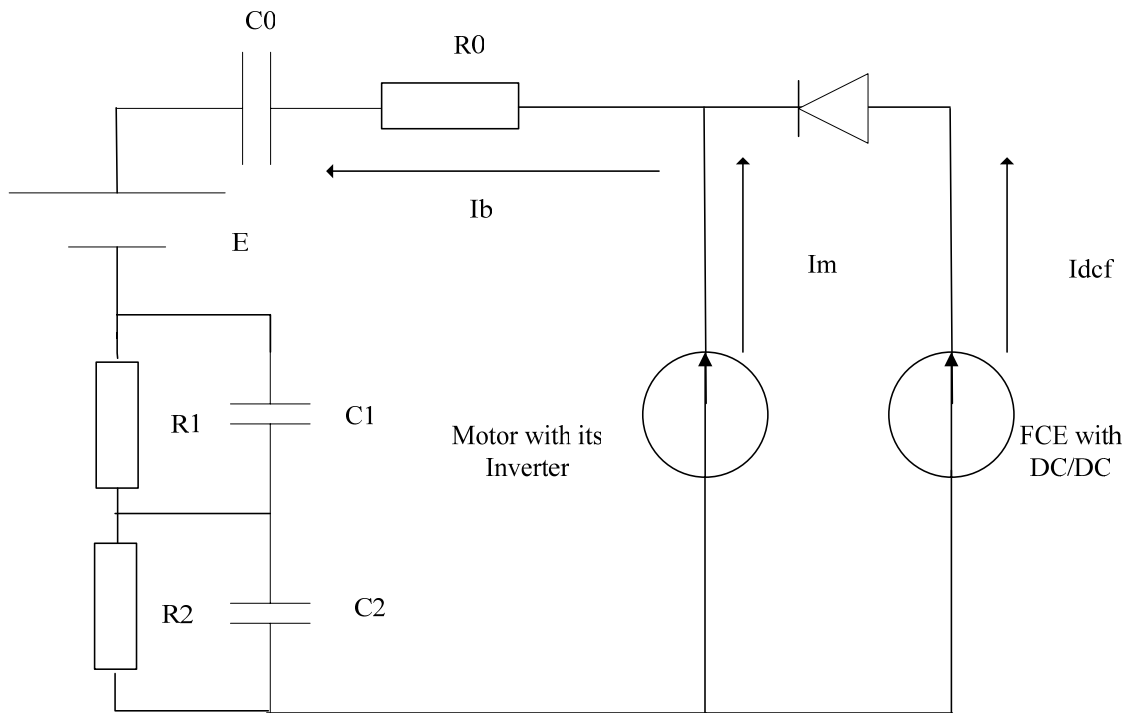 C0
R0
Ib
E
Im
Idcf
R1
C1
Motor with its
Inverter
FCE with
DC/DC
R2
C2